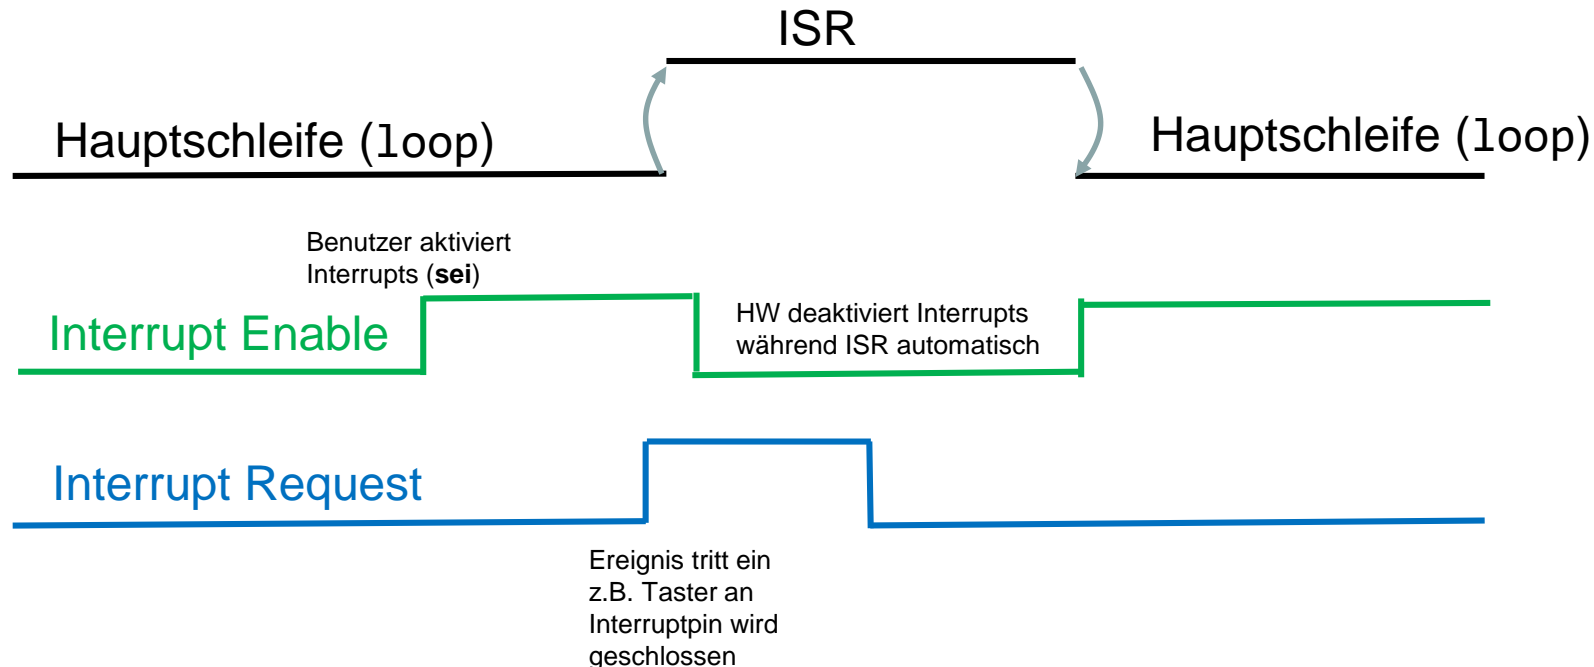 ISR
Hauptschleife (loop)
Hauptschleife (loop)
Benutzer aktiviert
Interrupts (sei)
Interrupt Enable
HW deaktiviert Interrupts
während ISR automatisch
Interrupt Request
Ereignis tritt ein
z.B. Taster an
Interruptpin wird
geschlossen